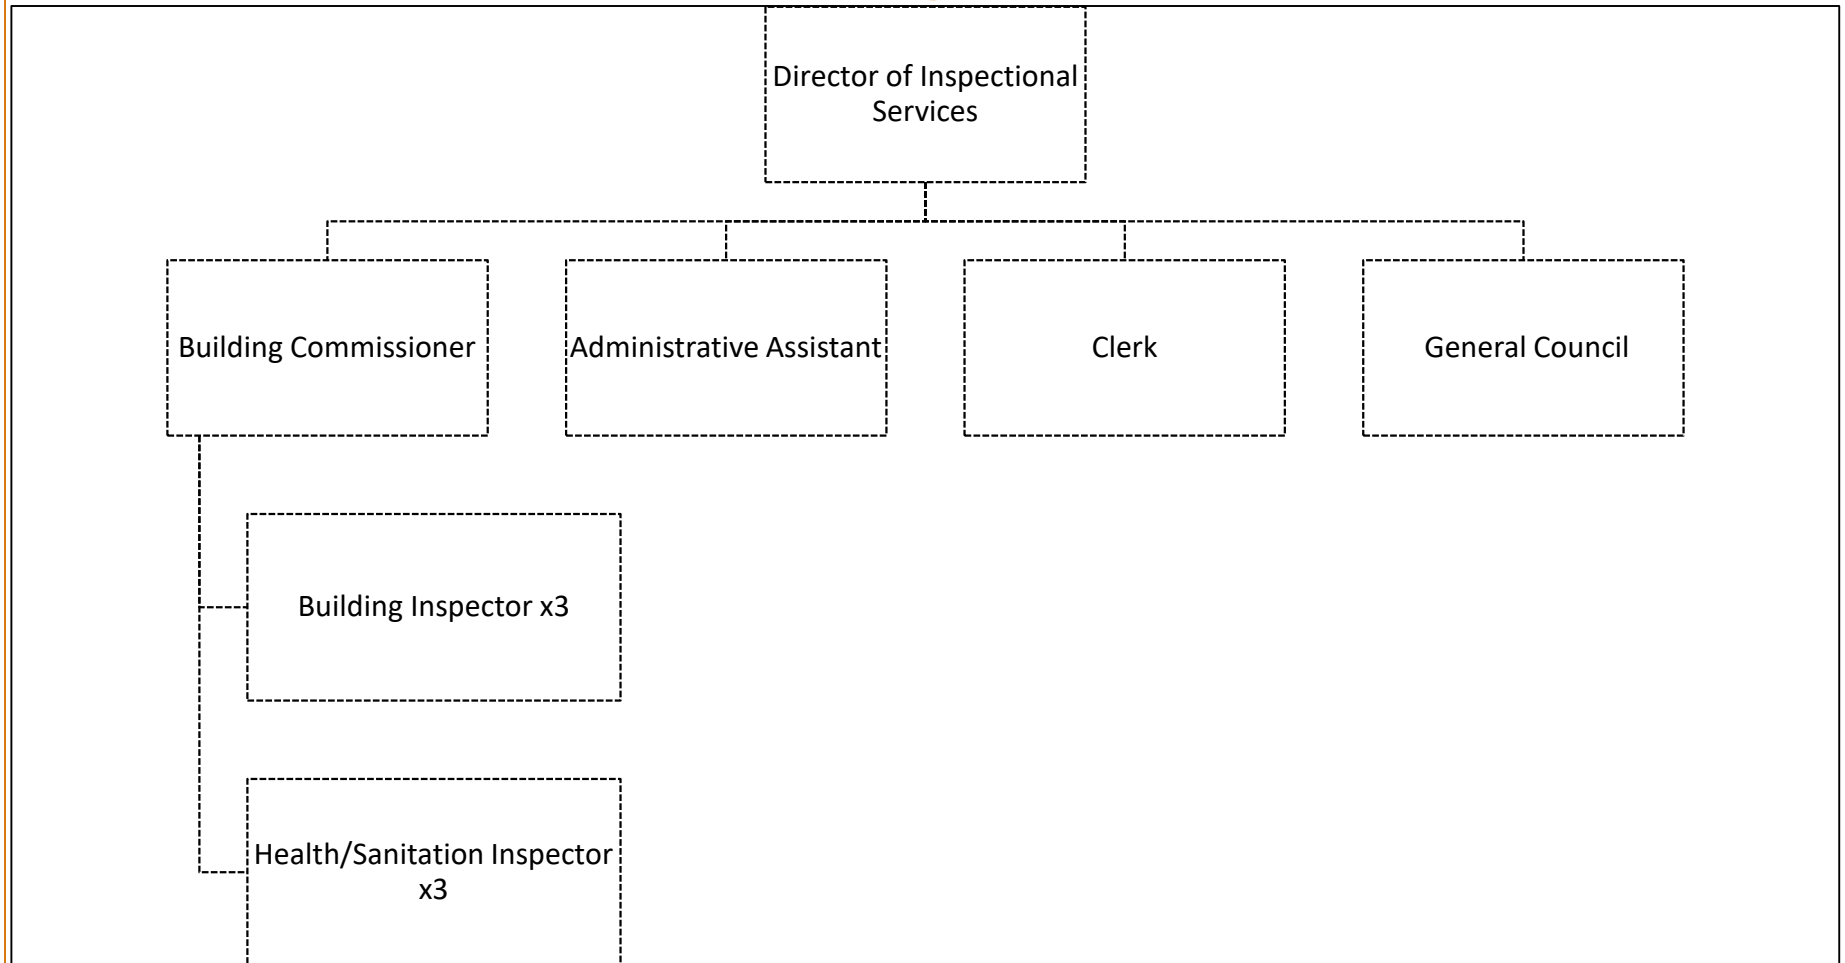 Director of Inspectional
Services
Building Commissioner
Administrative Assistant
Clerk
General Council
Building Inspector x3
Health/Sanitation Inspector
x3